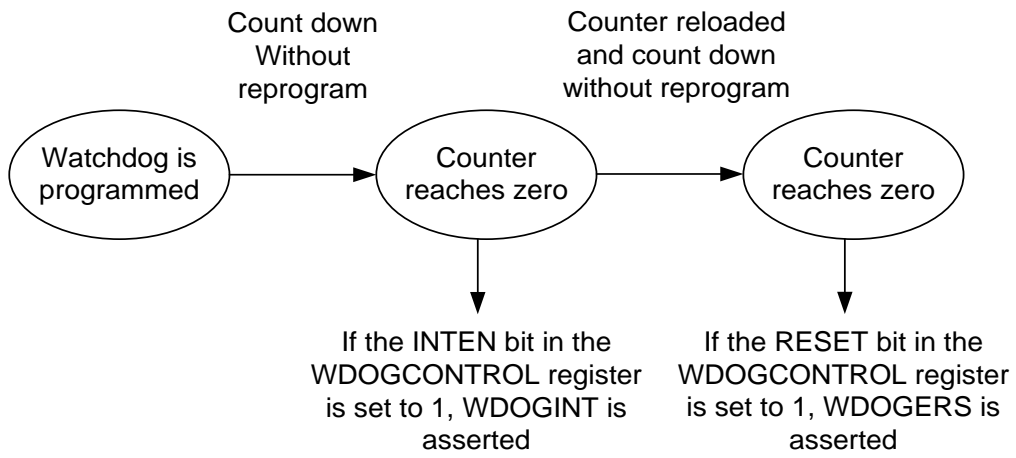 Count down
Without
reprogram
Counter reloaded
and count down
without reprogram
Watchdog is
programmed
Counter
reaches zero
Counter
reaches zero
If the INTEN bit in the
WDOGCONTROL register
is set to 1, WDOGINT is
asserted
If the RESET bit in the
WDOGCONTROL register
is set to 1, WDOGERS is
asserted